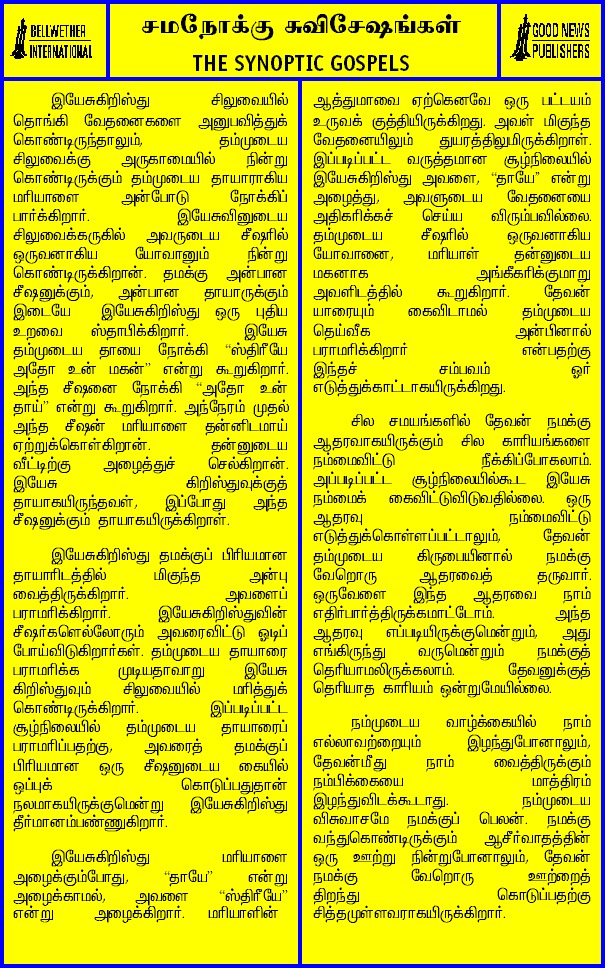 BELLWETHER
INTERNATIONAL
சமநோக்கு சுவிசேஷங்கள்
THE SYNOPTIC GOSPELS
GOOD NEWS
PUBLISHERS
இயேசுகிறிஸ்து சிலுவையில்
தொங்கி வேதனைகளை அனுபவித்துக்
கொண்டிருந்தாலும், தம்முடைய
சிலுவைக்கு அருகாமையில் நின்று
கொண்டிருக்கும் தம்முடைய தாயாராகிய
மரியாளை அன்போடு நோக்கிப்
பார்க்கிறார். இயேசுவினுடைய
சிலுவைக்கருகில் அவருடைய சீஷரில்
ஒருவனாகிய யோவானும் நின்று
கொண்டிருக்கிறான். தமக்கு அன்பான
சீஷனுக்கும், அன்பான தாயாருக்கும்
இடையே இயேசுகிறிஸ்து ஒரு புதிய
உறவை ஸ்தாபிக்கிறார். இயேசு
தம்முடைய தாயை நோக்கி “ஸ்திரீயே
அதோ உன் மகன்” என்று கூறுகிறார்.
அந்த சீஷனை நோக்கி “அதோ உன்
தாய்” என்று கூறுகிறார். அந்நேரம் முதல்
அந்த சீஷன் மரியாளை தன்னிடமாய்
ஏற்றுக்கொள்கிறான். தன்னுடைய
வீட்டிற்கு அழைத்துச் செல்கிறான்.
இயேசு கிறிஸ்துவுக்குத்
தாயாகயிருந்தவள், இப்போது அந்த
சீஷனுக்கும் தாயாகயிருக்கிறாள்.
இயேசுகிறிஸ்து தமக்குப் பிரியமான
தாயாரிடத்தில் மிகுந்த அன்பு
வைத்திருக்கிறார். அவளைப்
பராமரிக்கிறார். இயேசுகிறிஸ்துவின்
சீஷர்களெல்லோரும் அவரைவிட்டு ஓடிப்
போய்விடுகிறார்கள். தம்முடைய தாயாரை
பராமரிக்க முடியதாவாறு இயேசு
கிறிஸ்துவும் சிலுவையில் மரித்துக்
கொண்டிருக்கிறார். இப்படிப்பட்ட
சூழ்நிலையில் தம்முடைய தாயாரைப்
பராமரிப்பதற்கு, அவரைத் தமக்குப்
பிரியமான ஒரு சீஷனுடைய கையில்
ஒப்புக் கொடுப்பதுதான்
நலமாகயிருக்குமென்று இயேசுகிறிஸ்து
தீர்மானம்பண்ணுகிறார்.
இயேசுகிறிஸ்து மரியாளை
அழைக்கும்போது, “தாயே” என்று
அழைக்காமல், அவளை “ஸ்திரீயே”
என்று அழைக்கிறார். மரியாளின்
ஆத்துமாவை ஏற்கெனவே ஒரு பட்டயம்
உருவக் குத்தியிருக்கிறது. அவள் மிகுந்த
வேதனையிலும் துயரத்திலுமிருக்கிறாள்.
இப்படிப்பட்ட வருத்தமான சூழ்நிலையில்
இயேசுகிறிஸ்து அவளை, “தாயே” என்று
அழைத்து, அவளுடைய வேதனையை
அதிகரிக்கச் செய்ய விரும்பவில்லை.
தம்முடைய சீஷரில் ஒருவனாகிய
யோவானை, மரியாள் தன்னுடைய
மகனாக அங்கீகரிக்குமாறு
அவளிடத்தில் கூறுகிறார். தேவன்
யாரையும் கைவிடாமல் தம்முடைய
தெய்வீக அன்பினால்
பராமரிக்கிறார் என்பதற்கு
இந்தச் சம்பவம் ஓர்
எடுத்துக்காட்டாகயிருக்கிறது.
சில சமயங்களில் தேவன் நமக்கு
ஆதரவாகயிருக்கும் சில காரியங்களை
நம்மைவிட்டு நீக்கிப்போகலாம்.
அப்படிப்பட்ட சூழ்நிலையில்கூட இயேசு
நம்மைக் கைவிட்டுவிடுவதில்லை. ஒரு
ஆதரவு நம்மைவிட்டு
எடுத்துக்கொள்ளப்பட்டாலும், தேவன்
தம்முடைய கிருபையினால் நமக்கு
வேறொரு ஆதரவைத் தருவார்.
ஒருவேளை இந்த ஆதரவை நாம்
எதிர்பார்த்திருக்கமாட்டோம். அந்த
ஆதரவு எப்படியிருக்குமென்றும், அது
எங்கிருந்து வருமென்றும் நமக்குத்
தெரியாமலிருக்கலாம். தேவனுக்குத்
தெரியாத காரியம் ஒன்றுமேயில்லை.
நம்முடைய வாழ்க்கையில் நாம்
எல்லாவற்றையும் இழந்துபோனாலும்,
தேவன்மீது நாம் வைத்திருக்கும்
நம்பிக்கையை மாத்திரம்
இழந்துவிடக்கூடாது. நம்முடைய
விசுவாசமே நமக்குப் பெலன். நமக்கு
வந்துகொண்டிருக்கும் ஆசீர்வாதத்தின்
ஒரு ஊற்று நின்றுபோனாலும், தேவன்
நமக்கு வேறொரு ஊற்றைத்
திறந்து கொடுப்பதற்கு
சித்தமுள்ளவராகயிருக்கிறார்.